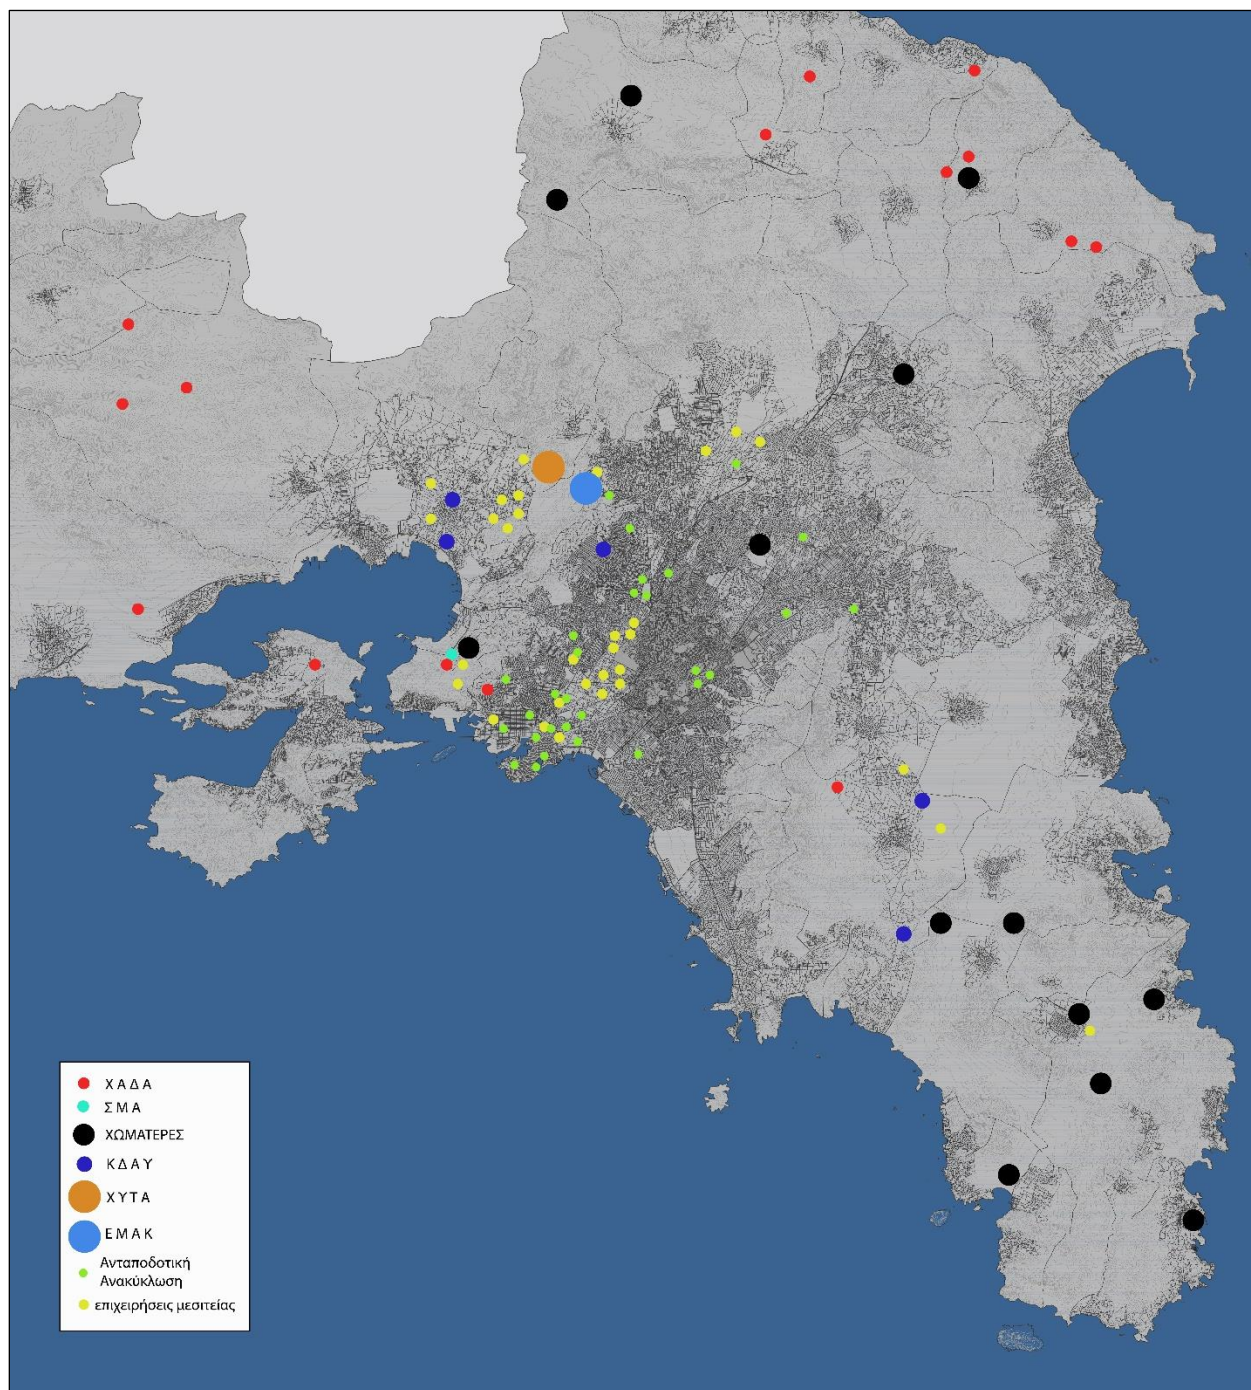 Χ Α Δ Α
Σ Μ Α
ΧΩΜΑΤΕΡΕΣ
Κ Δ Α Υ
Χ Υ Τ Α
Ε Μ Α Κ
Ανταποδοτική
Ανακύκλωση
επιχειρήσεις μεσιτείας